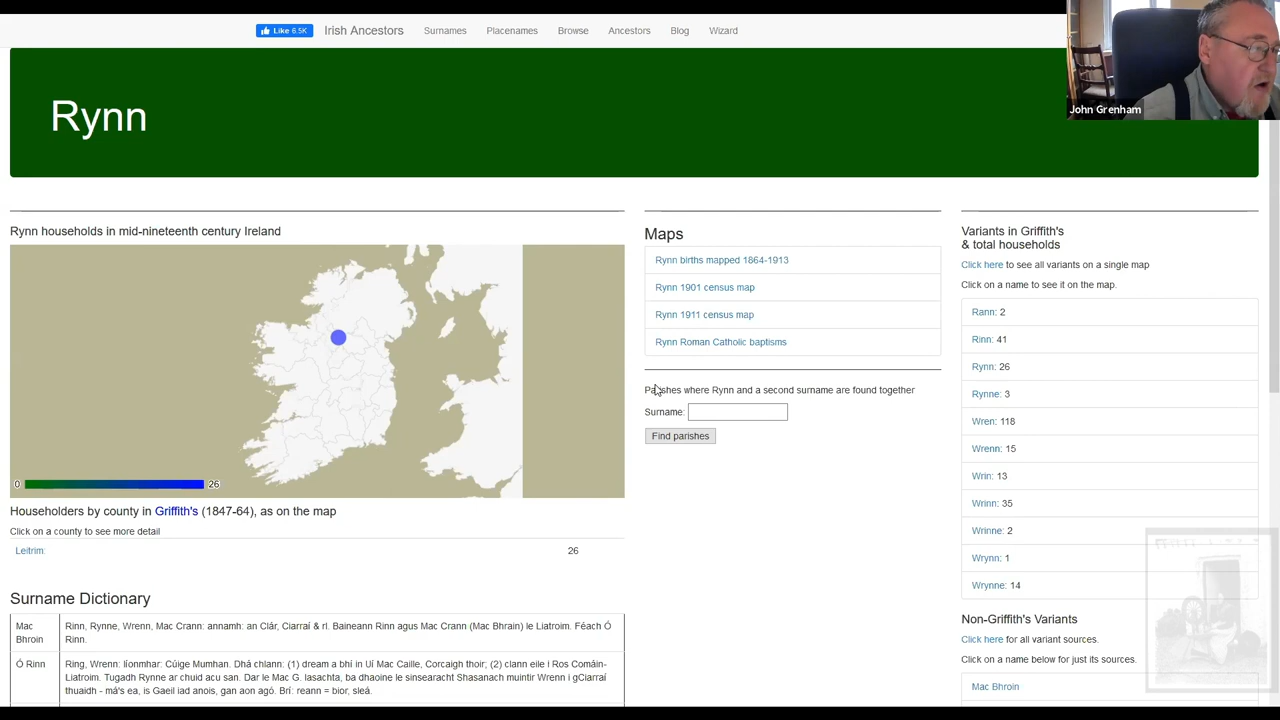 Like 6.5K Irish Ancestors Surnames Placenames Browse Ancestors Blog Wizard
John Grenham
Rynn
Rynn households in mid-nineteenth century Ireland
0 26
Householders by county in Griffith's (1847-64), as on the map
Click on a county to see more detail
Leitrim 26
Surname Dictionary
Mac Bhroin
Rinn, Rynne, Wrenn, Mac Crann: annamh: an Clár, Ciarraí & rl. Baineann Rinn agus Mac Crann (Mac Bhrain) le Liatroim. Féach Ó
Rinn.
Ó Rinn
Ring, Wrenn: líonmhar: Cúige Mumhan. Dhá chlann: (1) dream a bhí in Uí Mac Caille, Corcaigh thoir; (2) clann eile i Ros Comáin-
Liatroim. Tugadh Rynne ar chuid acu san. Dar le Mac G. Iasachta, ba dhaoine le sinsearacht Shasanach muintir Wrenn i gCiarraí
thuaidh - má's ea, is Gaeil iad anois, gan aon agó. Brí: reann = bior, sleá.
Maps
Rynn births mapped 1864-1913
Rynn 1901 census map
Rynn 1911 census map
Rynn Roman Catholic baptisms
Parishes where Rynn and a second surname are found together
Surname:
Find parishes
Variants in Griffith's
& total households
Click here to see all variants on a single map
Click on a name to see it on the map.
Rann: 2
Rinn: 41
Rynn: 26
Rynne: 3
Wren: 118
Wrenn: 15
Wrin: 13
Wrinn: 35
Wrinne: 2
Wrynn: 1
Wrynne: 14
Non-Griffith's Variants
Click here for all variant sources.
Click on a name below for just its sources.
Mac Bhroin